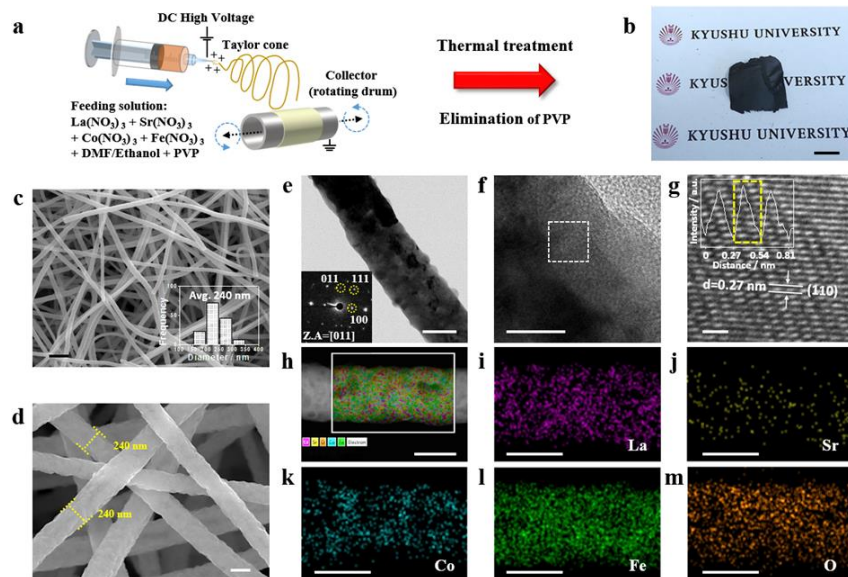 a
DC High Voltage
Taylor cone
Collector
(rotating drum)
Feeding solution:
La(NO₃)₃ + Sr(NO₃)₃
+ Co(NO₃)₃ + Fe(NO₃)₃
+ DMF/Ethanol + PVP
Thermal treatment
Elimination of PVP
b
KYUSHU UNIVERSITY
KYUSHU UNIVERSITY
KYUSHU UNIVERSITY
c
Avg. 240 nm
Frequency
Diameter / nm
d
240 nm
240 nm
e
011
111
100
Z.A=[011]
f
g
Intensity / a.u.
0 0.27 0.54 0.81
Distance / nm
d=0.27 nm
(110)
h
i
La
j
Sr
k
Co
l
Fe
m
O